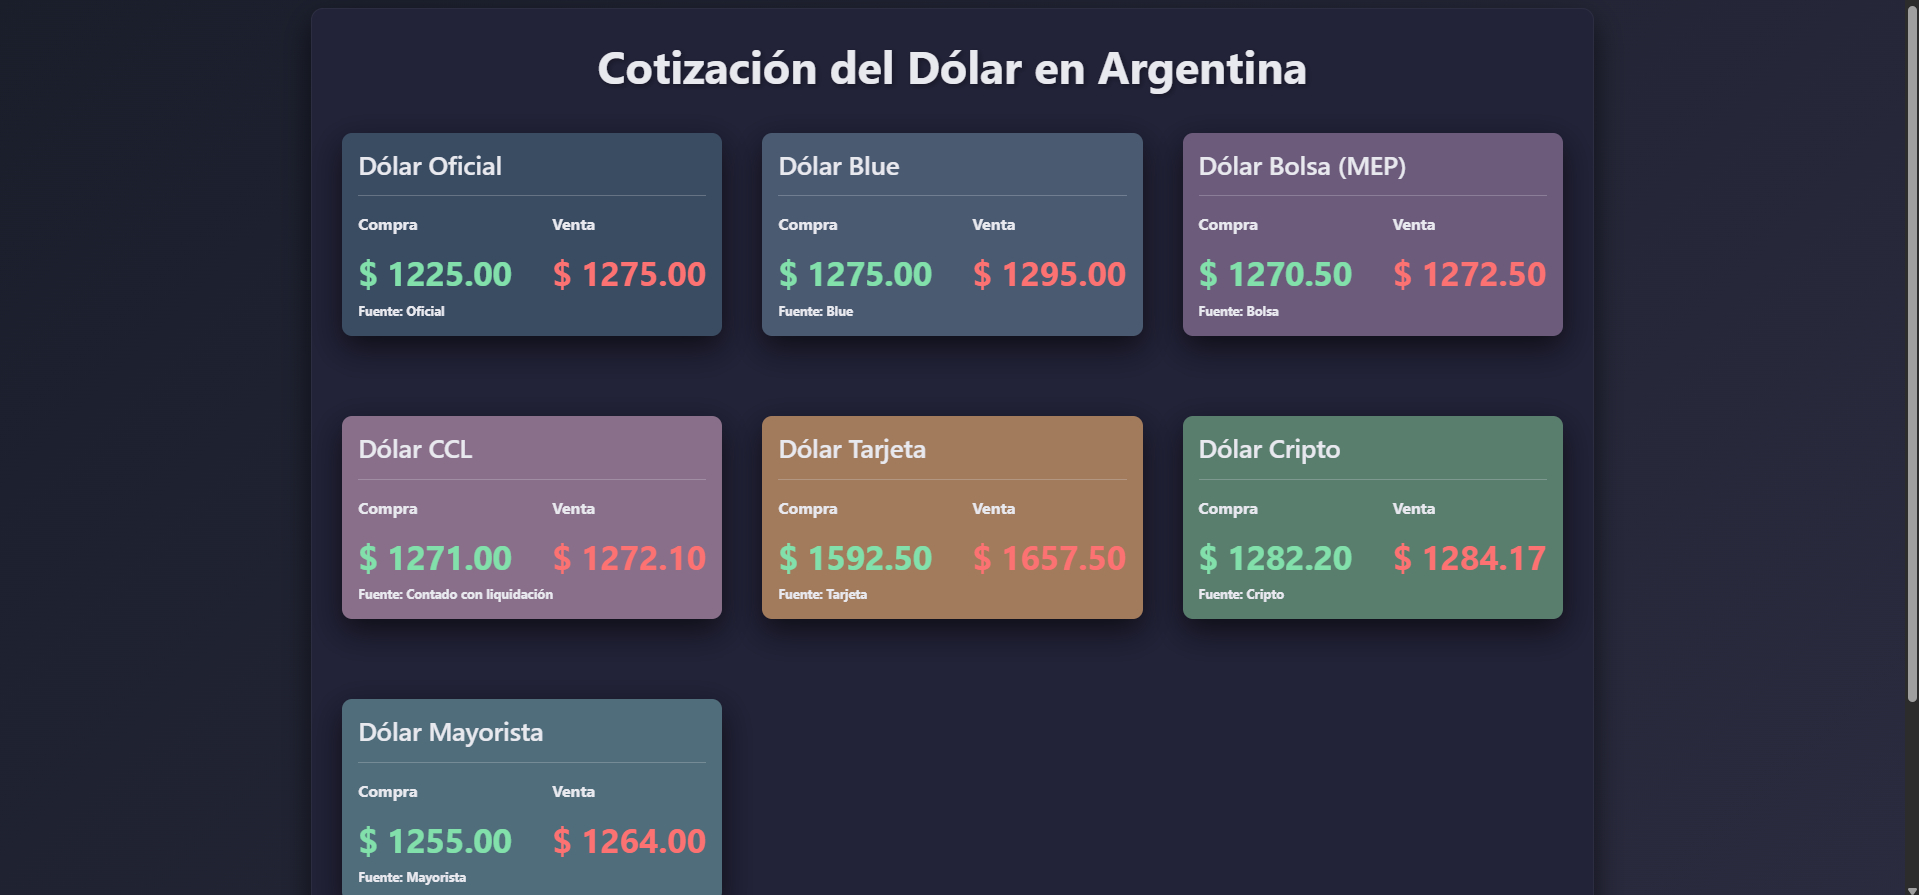 Cotización del Dólar en Argentina
Dólar Oficial
Compra Venta
$ 1225.00 $ 1275.00
Fuente: Oficial
Dólar Blue
Compra Venta
$ 1275.00 $ 1295.00
Fuente: Blue
Dólar Bolsa (MEP)
Compra Venta
$ 1270.50 $ 1272.50
Fuente: Bolsa
Dólar CCL
Compra Venta
$ 1271.00 $ 1272.10
Fuente: Contado con liquidación
Dólar Tarjeta
Compra Venta
$ 1592.50 $ 1657.50
Fuente: Tarjeta
Dólar Cripto
Compra Venta
$ 1282.20 $ 1284.17
Fuente: Cripto
Dólar Mayorista
Compra Venta
$ 1255.00 $ 1264.00
Fuente: Mayorista